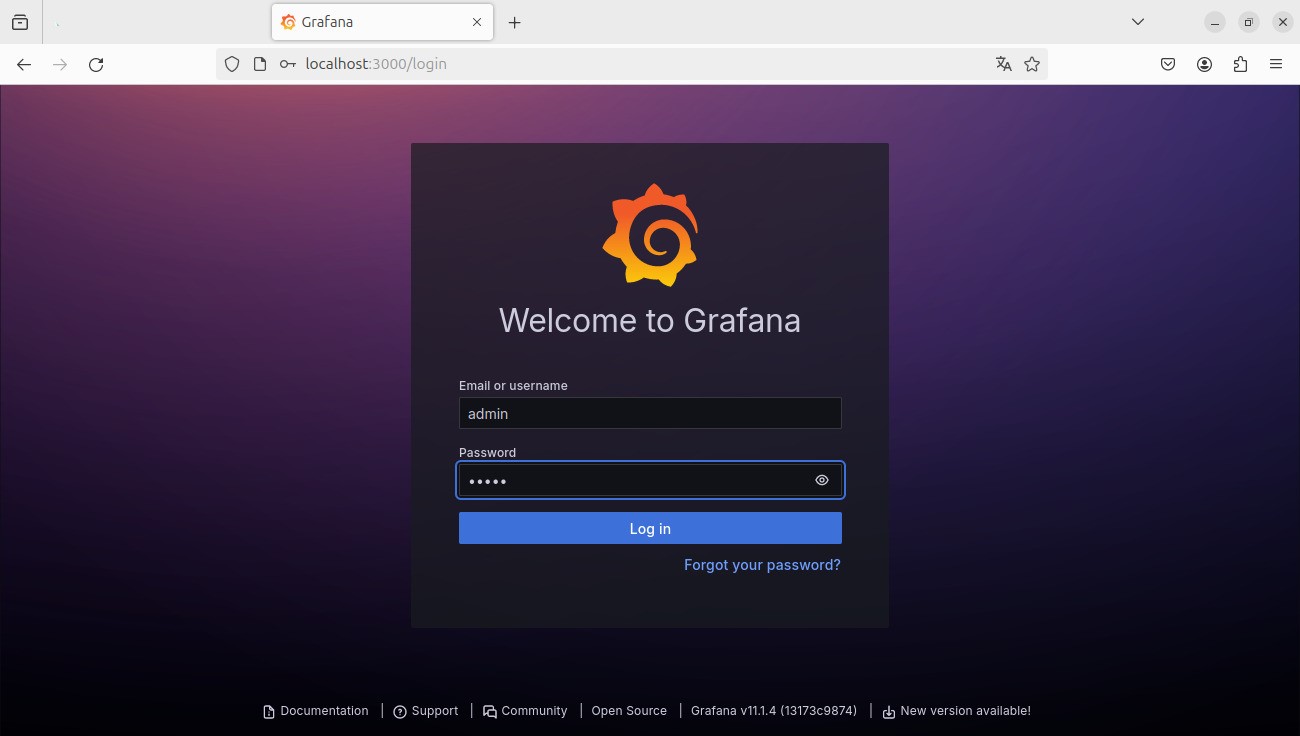 Grafana
localhost:3000/login
Welcome to Grafana
Email or username
admin
Password
•••••
Log in
Forgot your password?
Documentation | Support | Community | Open Source | Grafana v11.1.4 (13173c9874) | New version available!